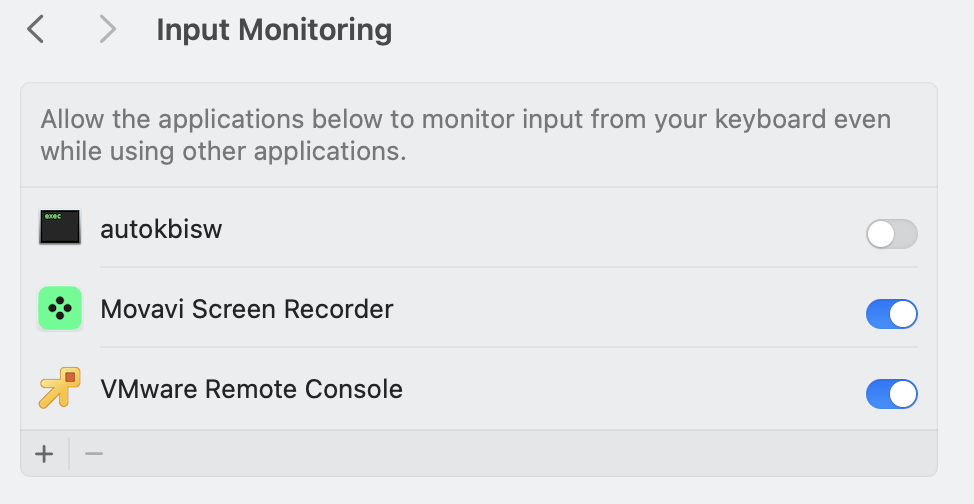 Input Monitoring
Allow the applications below to monitor input from your keyboard even
while using other applications.
exec
autokbisw
Movavi Screen Recorder
VMware Remote Console